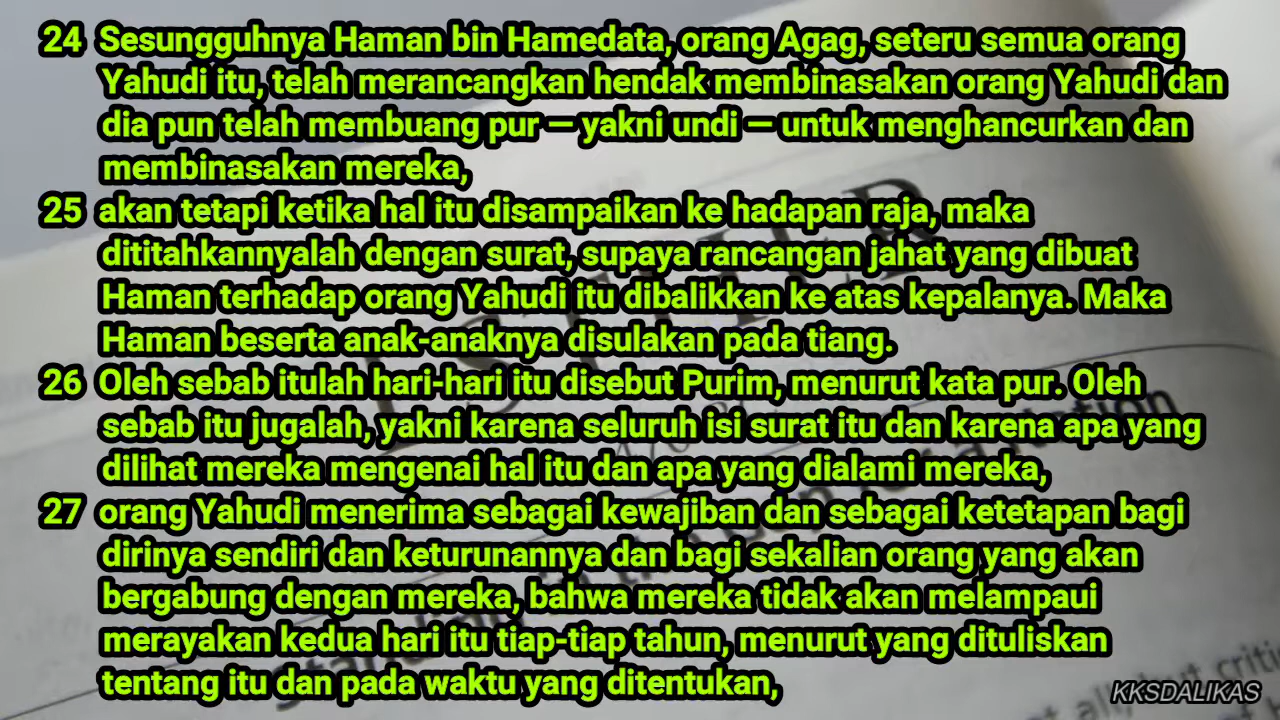 24 Sesungguhnya Haman bin Hamedata, orang Agag, seteru semua orang
Yahudi itu, telah merancangkan hendak membinasakan orang Yahudi dan
dia pun telah membuang pur — yakni undi — untuk menghancurkan dan
membinasakan mereka,
25 akan tetapi ketika hal itu disampaikan ke hadapan raja, maka
dititahkannyalah dengan surat, supaya rancangan jahat yang dibuat
Haman terhadap orang Yahudi itu dibalikkan ke atas kepalanya. Maka
Haman beserta anak-anaknya disulakan pada tiang.
26 Oleh sebab itulah hari-hari itu disebut Purim, menurut kata pur. Oleh
sebab itu jugalah, yakni karena seluruh isi surat itu dan karena apa yang
dilihat mereka mengenai hal itu dan apa yang dialami mereka,
27 orang Yahudi menerima sebagai kewajiban dan sebagai ketetapan bagi
dirinya sendiri dan keturunannya dan bagi sekalian orang yang akan
bergabung dengan mereka, bahwa mereka tidak akan melampaui
merayakan kedua hari itu tiap-tiap tahun, menurut yang dituliskan
tentang itu dan pada waktu yang ditentukan,
KKSDALIKAS
ESTHER